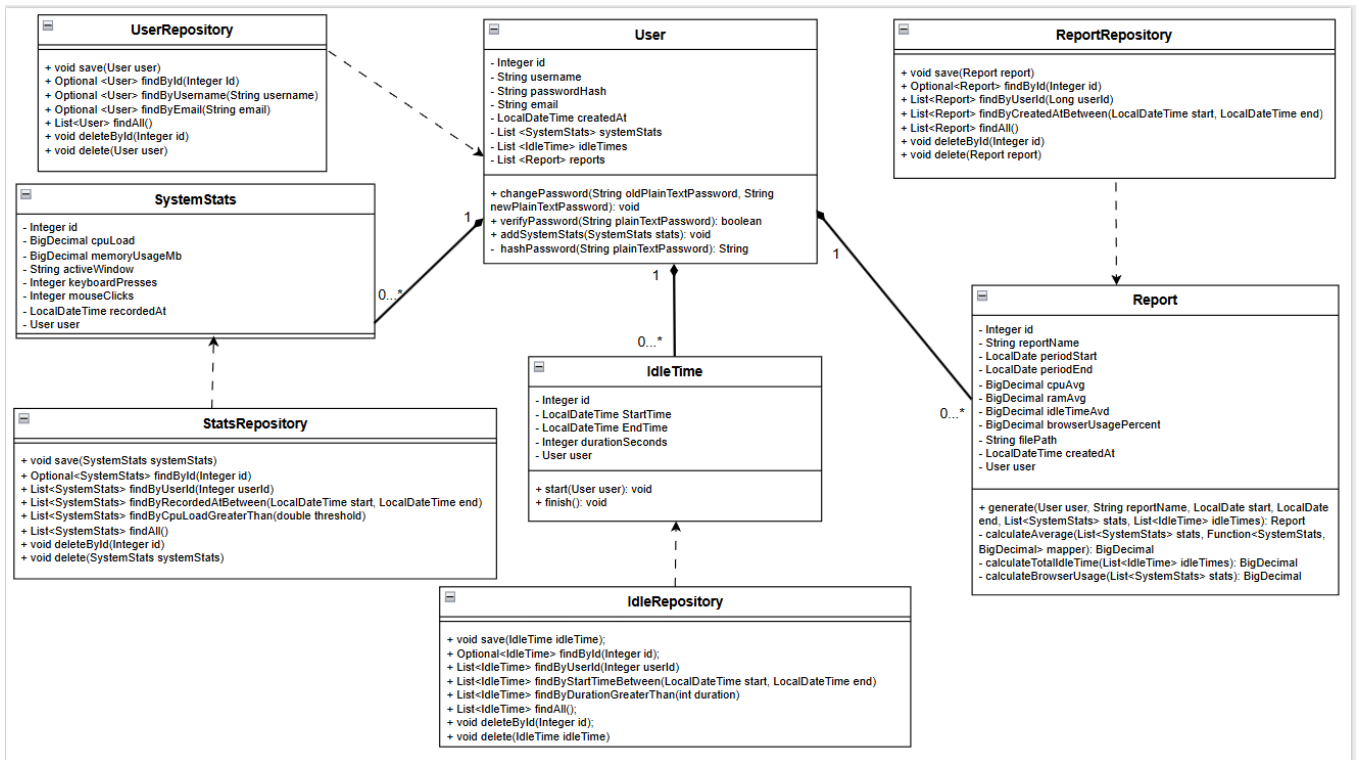 UserRepository
+ void save(User user)
+ Optional <User> findById(Integer Id)
+ Optional <User> findByUsername(String username)
+ Optional <User> findByEmail(String email)
+ List<User> findAll()
+ void deleteById(Integer id)
+ void delete(User user)
User
- Integer id
- String username
- String passwordHash
- String email
- LocalDateTime createdAt
- List <SystemStats> systemStats
- List <IdleTime> idleTimes
- List <Report> reports
+ changePassword(String oldPlainTextPassword, String
newPlainTextPassword): void
+ verifyPassword(String plainTextPassword): boolean
+ addSystemStats(SystemStats stats): void
- hashPassword(String plainTextPassword): String
ReportRepository
+ void save(Report report)
+ Optional<Report> findById(Integer id)
+ List<Report> findByUserId(Long userId)
+ List<Report> findByCreatedAtBetween(LocalDateTime start, LocalDateTime end)
+ List<Report> findAll()
+ void deleteById(Integer id)
+ void delete(Report report)
SystemStats
- Integer id
- BigDecimal cpuLoad
- BigDecimal memoryUsageMb
- String activeWindow
- Integer keyboardPresses
- Integer mouseClicks
- LocalDateTime recordedAt
- User user
1
0...*
1
0...*
1
0...*
Report
- Integer id
- String reportName
- LocalDate periodStart
- LocalDate periodEnd
- BigDecimal cpuAvg
- BigDecimal ramAvg
- BigDecimal idleTimeAvd
- BigDecimal browserUsagePercent
- String filePath
- LocalDateTime createdAt
- User user
+ generate(User user, String reportName, LocalDate start, LocalDate
end, List<SystemStats> stats, List<IdleTime> idleTimes): Report
- calculateAverage(List<SystemStats> stats, Function<SystemStats,
BigDecimal> mapper): BigDecimal
- calculateTotalIdleTime(List<IdleTime> idleTimes): BigDecimal
- calculateBrowserUsage(List<SystemStats> stats): BigDecimal
IdleTime
- Integer id
- LocalDateTime StartTime
- LocalDateTime EndTime
- Integer durationSeconds
- User user
+ start(User user): void
+ finish(): void
StatsRepository
+ void save(SystemStats systemStats)
+ Optional<SystemStats> findById(Integer id)
+ List<SystemStats> findByUserId(Integer userId)
+ List<SystemStats> findByRecordedAtBetween(LocalDateTime start, LocalDateTime end)
+ List<SystemStats> findByCpuLoadGreaterThan(double threshold)
+ List<SystemStats> findAll()
+ void deleteById(Integer id)
+ void delete(SystemStats systemStats)
IdleRepository
+ void save(IdleTime idleTime);
+ Optional<IdleTime> findById(Integer id);
+ List<IdleTime> findByUserId(Integer userId)
+ List<IdleTime> findByStartTimeBetween(LocalDateTime start, LocalDateTime end)
+ List<IdleTime> findByDurationGreaterThan(int duration)
+ List<IdleTime> findAll();
+ void deleteById(Integer id);
+ void delete(IdleTime idleTime)